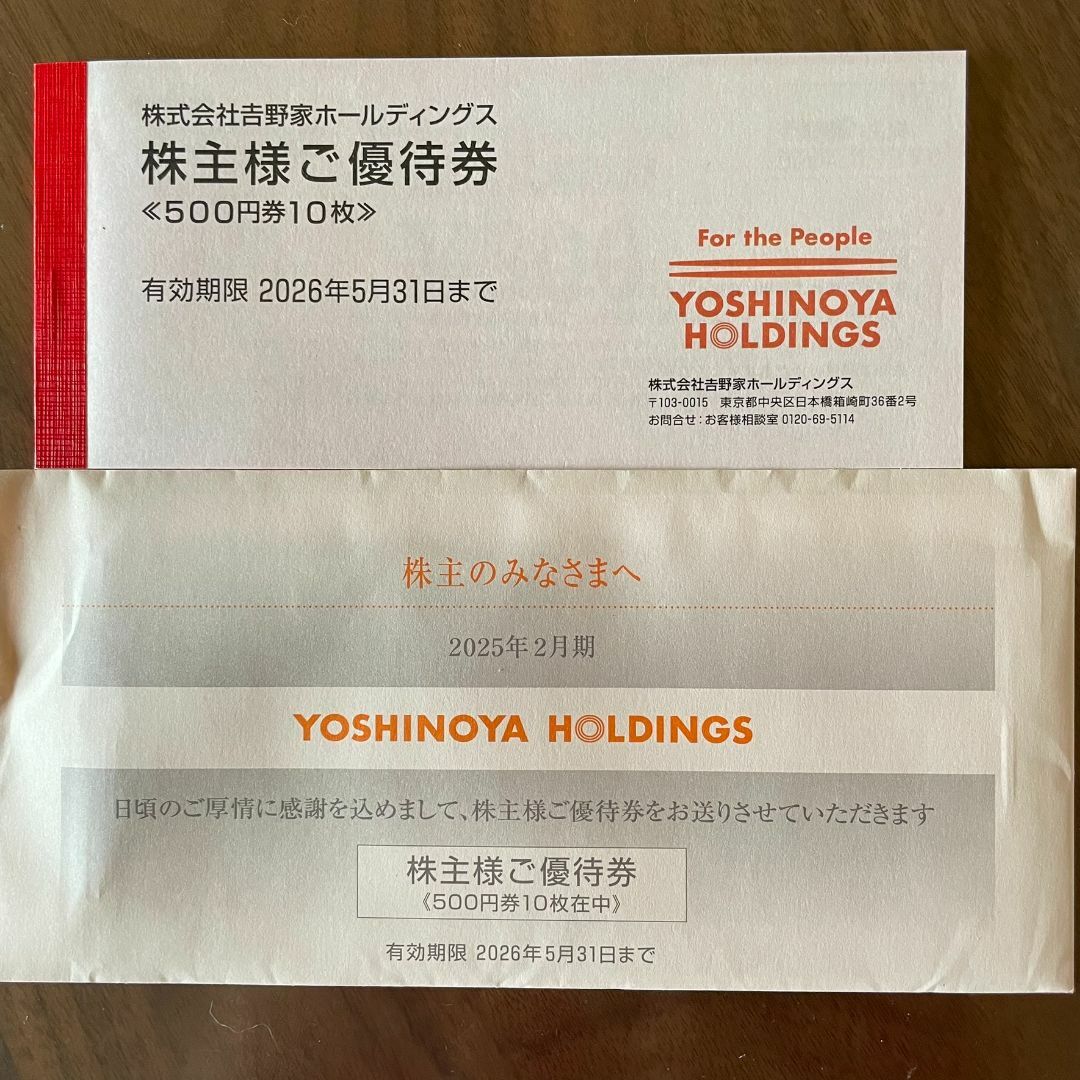 株式会社𠮷野家ホールディングス
株主様ご優待券
≪500円券10枚≫
有効期限 2026年5月31日まで
For the People
YOSHINOYA
HOLDINGS
株式会社𠮷野家ホールディングス
〒103-0015 東京都中央区日本橋箱崎町36番2号
お問合せ：お客様相談室 0120-69-5114
株主のみなさまへ
2025年2月期
YOSHINOYA HOLDINGS
日頃のご厚情に感謝を込めまして、株主様ご優待券をお送りさせていただきます
株主様ご優待券
《500円券10枚在中》
有効期限 2026年5月31日まで